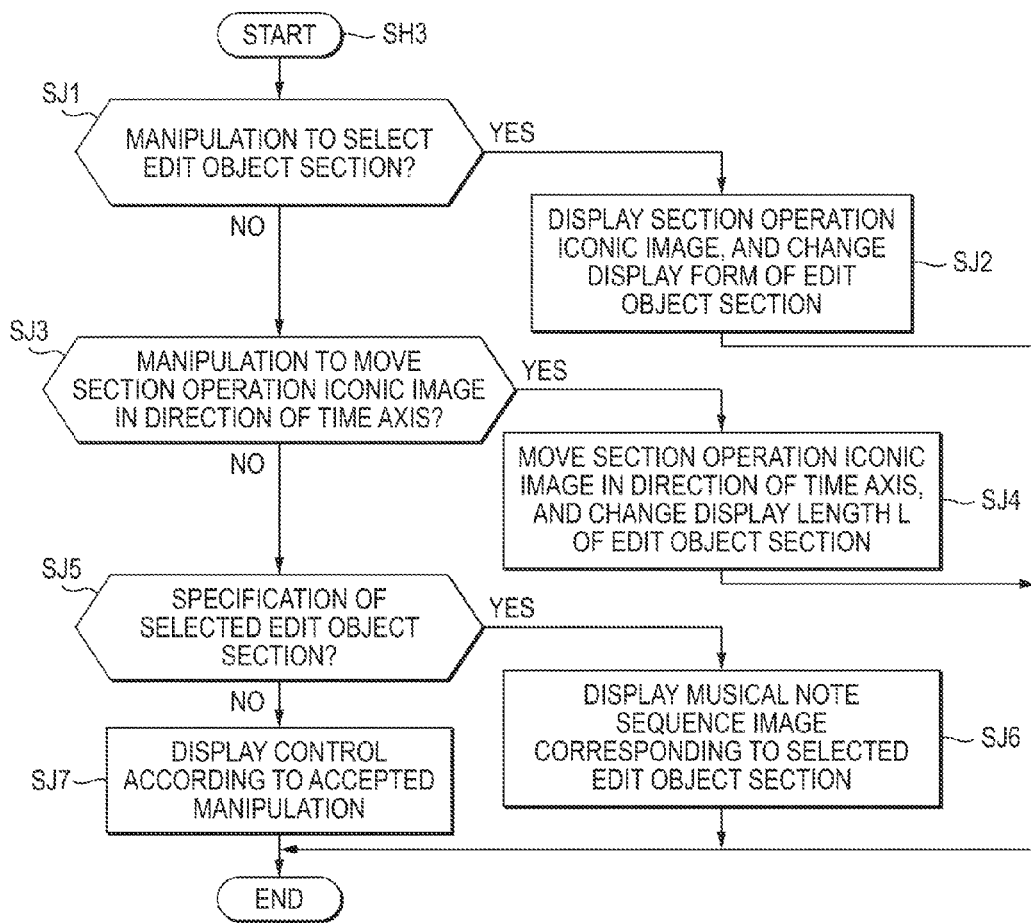 START
SH3
SJ1
MANIPULATION TO SELECT
EDIT OBJECT SECTION?
YES
NO
DISPLAY SECTION OPERATION
ICONIC IMAGE, AND CHANGE
DISPLAY FORM OF EDIT
OBJECT SECTION
SJ2
SJ3
MANIPULATION TO MOVE
SECTION OPERATION ICONIC IMAGE
IN DIRECTION OF TIME AXIS?
YES
NO
MOVE SECTION OPERATION ICONIC
IMAGE IN DIRECTION OF TIME AXIS,
AND CHANGE DISPLAY LENGTH L
OF EDIT OBJECT SECTION
SJ4
SJ5
SPECIFICATION OF
SELECTED EDIT OBJECT
SECTION?
YES
NO
DISPLAY MUSICAL NOTE
SEQUENCE IMAGE
CORRESPONDING TO SELECTED
EDIT OBJECT SECTION
SJ6
SJ7
DISPLAY CONTROL
ACCORDING TO ACCEPTED
MANIPULATION
END